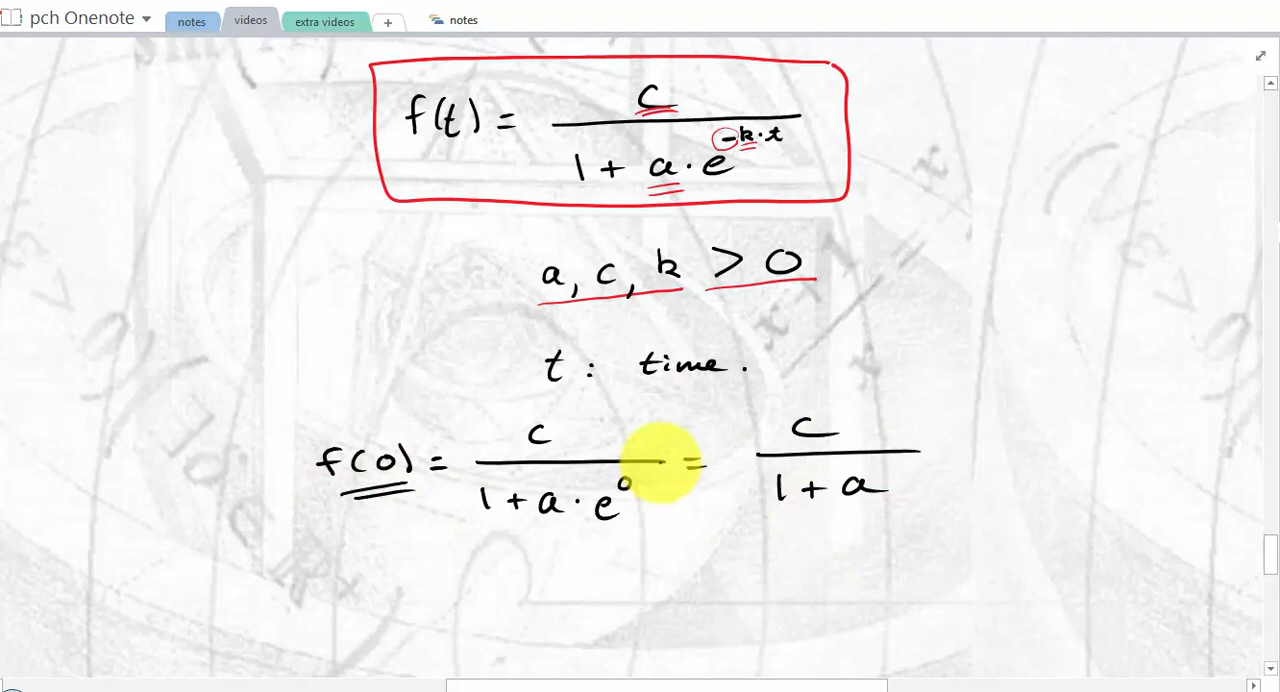 pch Onenote notes videos extra videos + notes
f(t) = c / (1 + a · e^(-k·t))
a, c, k > 0
t : time.
f(0) = c / (1 + a · e^0) = c / (1 + a)